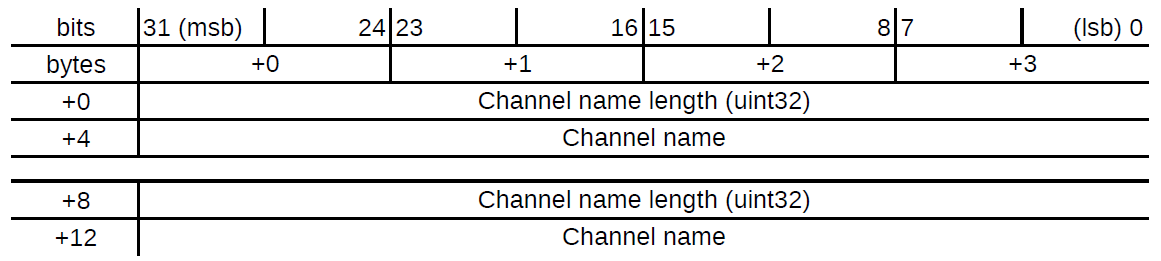 bits 31 (msb) 24 23 16 15 8 7 (lsb) 0
bytes +0 +1 +2 +3
+0 Channel name length (uint32)
+4 Channel name
+8 Channel name length (uint32)
+12 Channel name